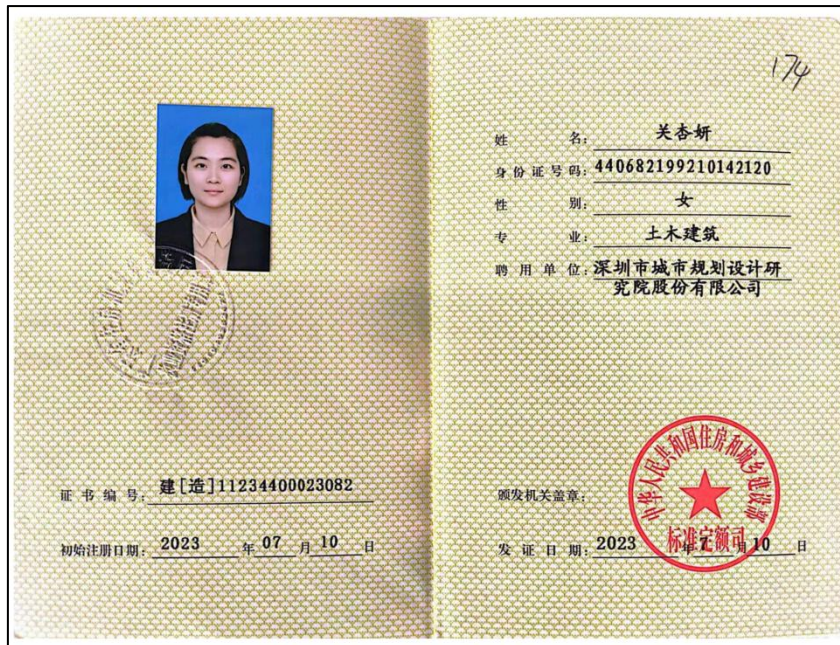 174
姓名：关杏妍
身份证号码：440682199210142120
性别：女
专业：土木建筑
聘用单位：深圳市城市规划设计研
究院股份有限公司
证书编号：建[造]11234400023082
初始注册日期：2023 年 07 月 10 日
颁发机关盖章：
中华人民共和国住房和城乡建设部
标准定额司
发证日期：2023 年 7 月 10 日